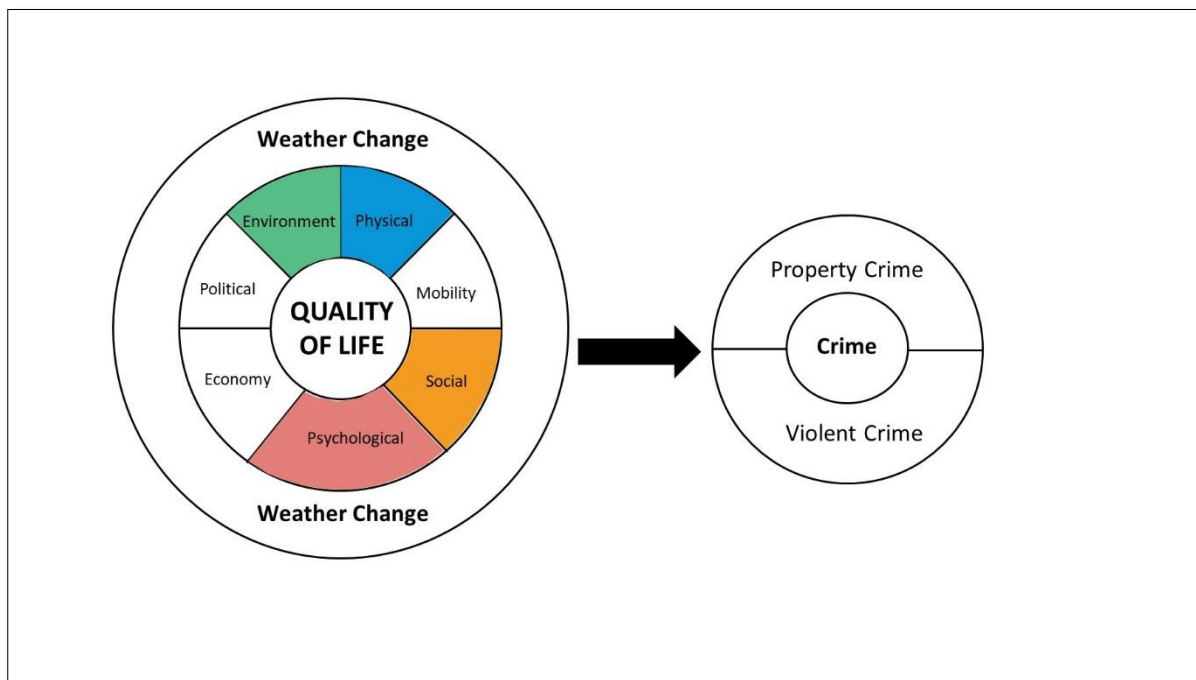 Weather Change
Environment
Physical
Political
Mobility
QUALITY
OF LIFE
Economy
Social
Psychological
Weather Change
Property Crime
Crime
Violent Crime